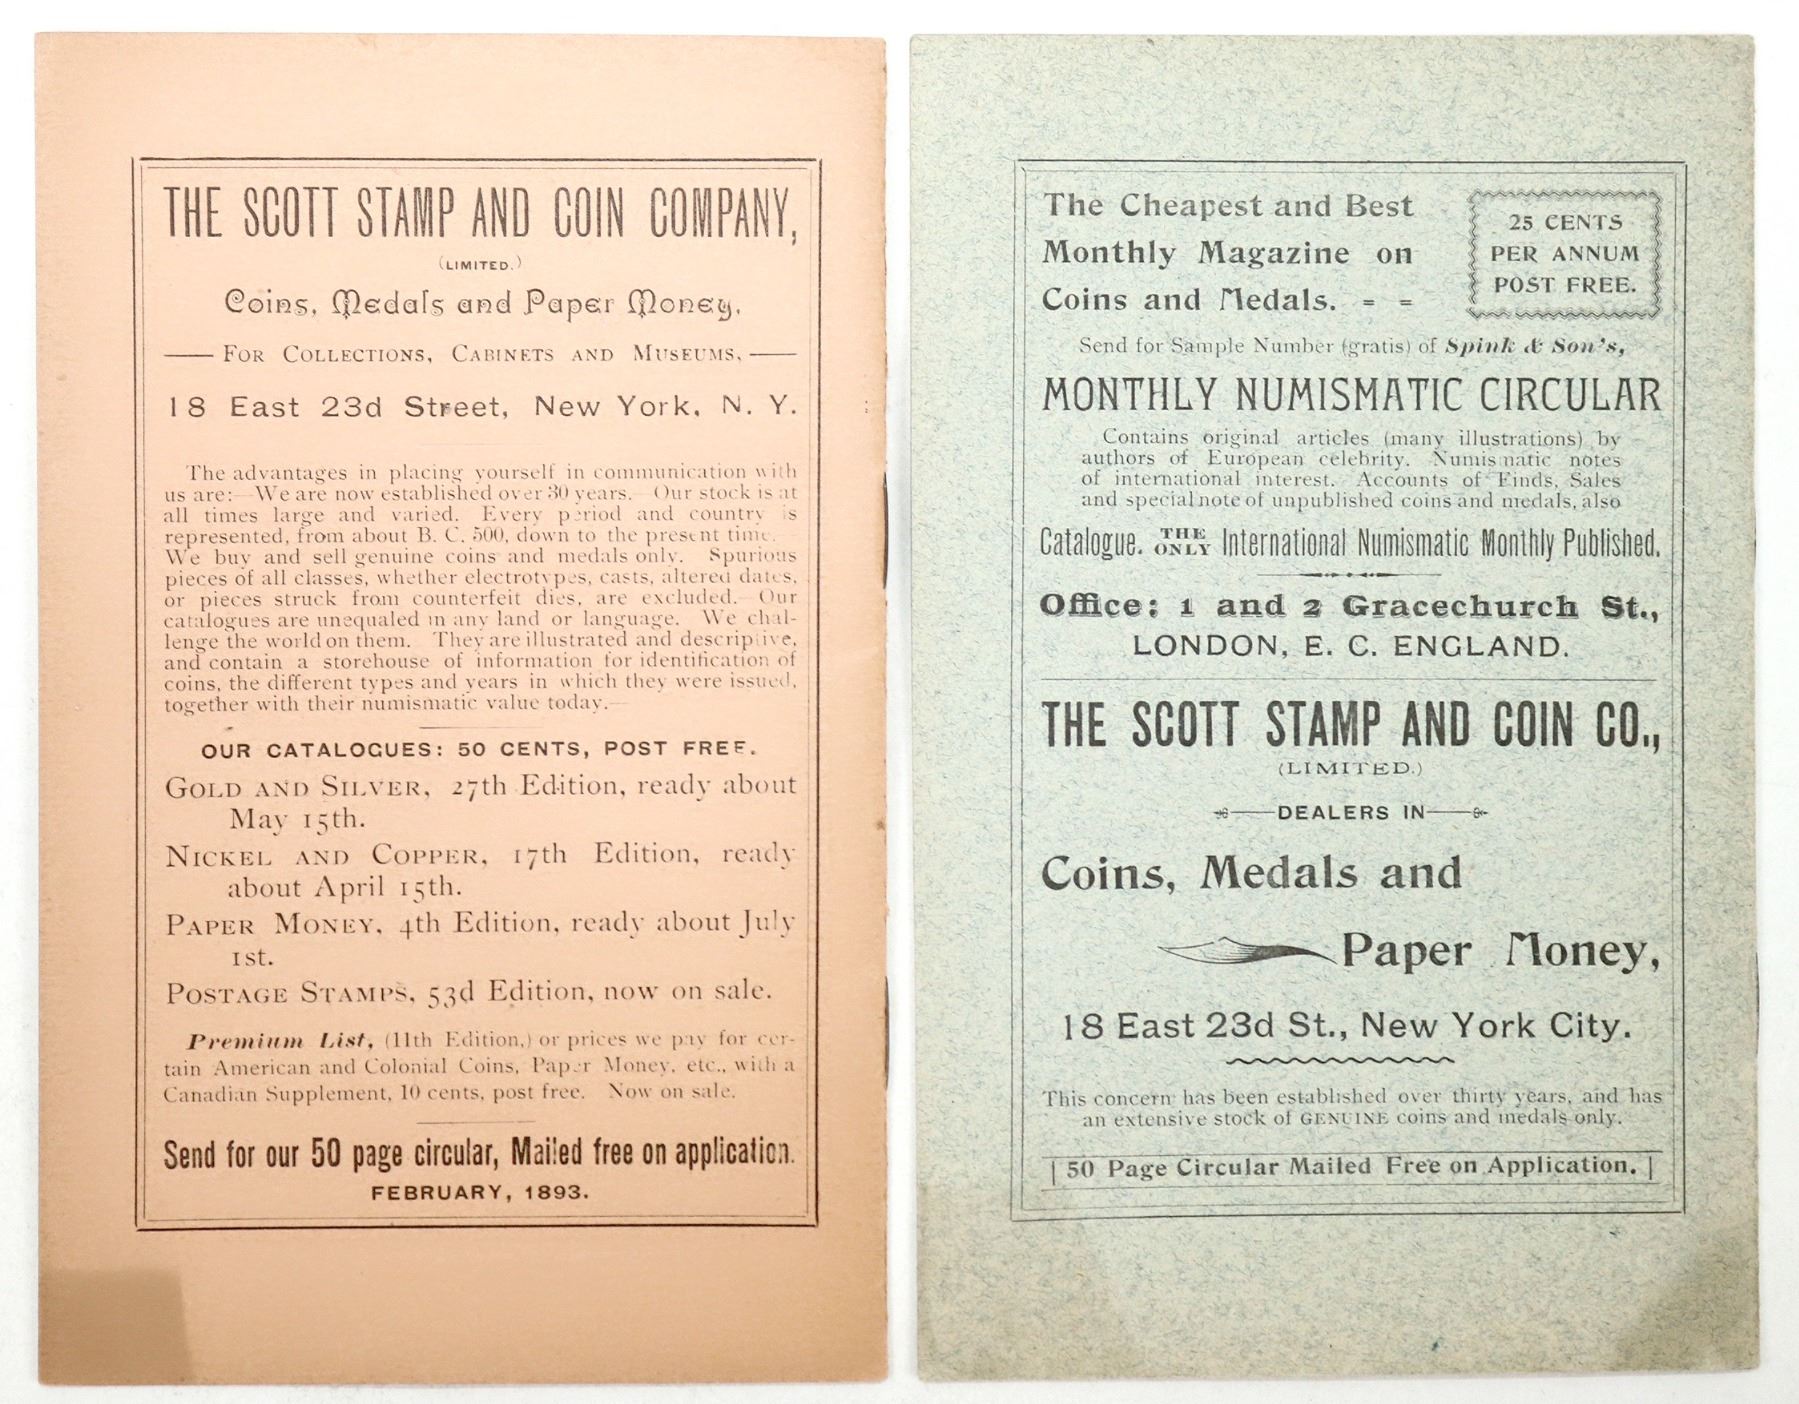 THE SCOTT STAMP AND COIN COMPANY,
(LIMITED.)
Coins, Medals and Paper Money,
FOR COLLECTIONS, CABINETS AND MUSEUMS,
18 East 23d Street, New York, N. Y.
The advantages in placing yourself in communication with
us are:—We are now established over 30 years. Our stock is at
all times large and varied. Every period and country is
represented, from about B. C. 500, down to the present time.
We buy and sell genuine coins and medals only. Spurious
pieces of all classes, whether electrotypes, casts, altered dates,
or pieces struck from counterfeit dies, are excluded. Our
catalogues are unequaled in any land or language. We chal-
lenge the world on them. They are illustrated and descriptive,
and contain a storehouse of information for identification of
coins, the different types and years in which they were issued,
together with their numismatic value today.—
OUR CATALOGUES: 50 CENTS, POST FREE.
GOLD AND SILVER, 27th Edition, ready about
May 15th.
NICKEL AND COPPER, 17th Edition, ready
about April 15th.
PAPER MONEY, 4th Edition, ready about July
1st.
POSTAGE STAMPS, 53d Edition, now on sale.
Premium List, (11th Edition,) or prices we pay for cer-
tain American and Colonial Coins, Paper Money, etc., with a
Canadian Supplement, 10 cents, post free. Now on sale.
Send for our 50 page circular, Mailed free on application.
FEBRUARY, 1893.
The Cheapest and Best
Monthly Magazine on
Coins and Medals. = =
25 CENTS
PER ANNUM
POST FREE.
Send for Sample Number (gratis) of Spink & Son's,
MONTHLY NUMISMATIC CIRCULAR
Contains original articles (many illustrations) by
authors of European celebrity. Numismatic notes
of international interest. Accounts of Finds, Sales
and special note of unpublished coins and medals, also
Catalogue. THE ONLY International Numismatic Monthly Published.
Office: 1 and 2 Gracechurch St.,
LONDON, E. C. ENGLAND.
THE SCOTT STAMP AND COIN CO.,
(LIMITED.)
DEALERS IN
Coins, Medals and
Paper Money,
18 East 23d St., New York City.
This concern has been established over thirty years, and has
an extensive stock of GENUINE coins and medals only.
50 Page Circular Mailed Free on Application.